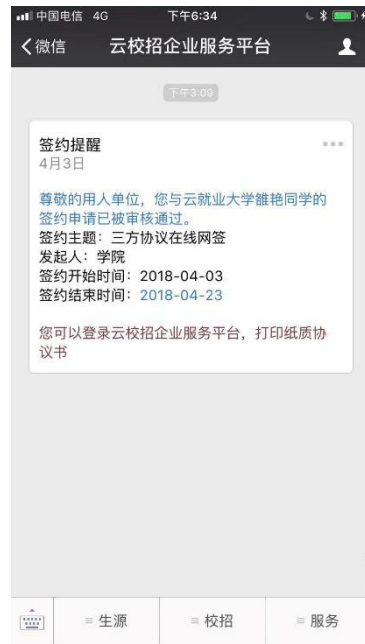 中国电信 4G 下午6:34
微信 云校招企业服务平台
下午3:09
签约提醒
4月3日
尊敬的用人单位，您与云就业大学雒艳同学的
签约申请已被审核通过。
签约主题：三方协议在线网签
发起人：学院
签约开始时间：2018-04-03
签约结束时间：2018-04-23
您可以登录云校招企业服务平台，打印纸质协
议书
≡ 生源 ≡ 校招 ≡ 服务